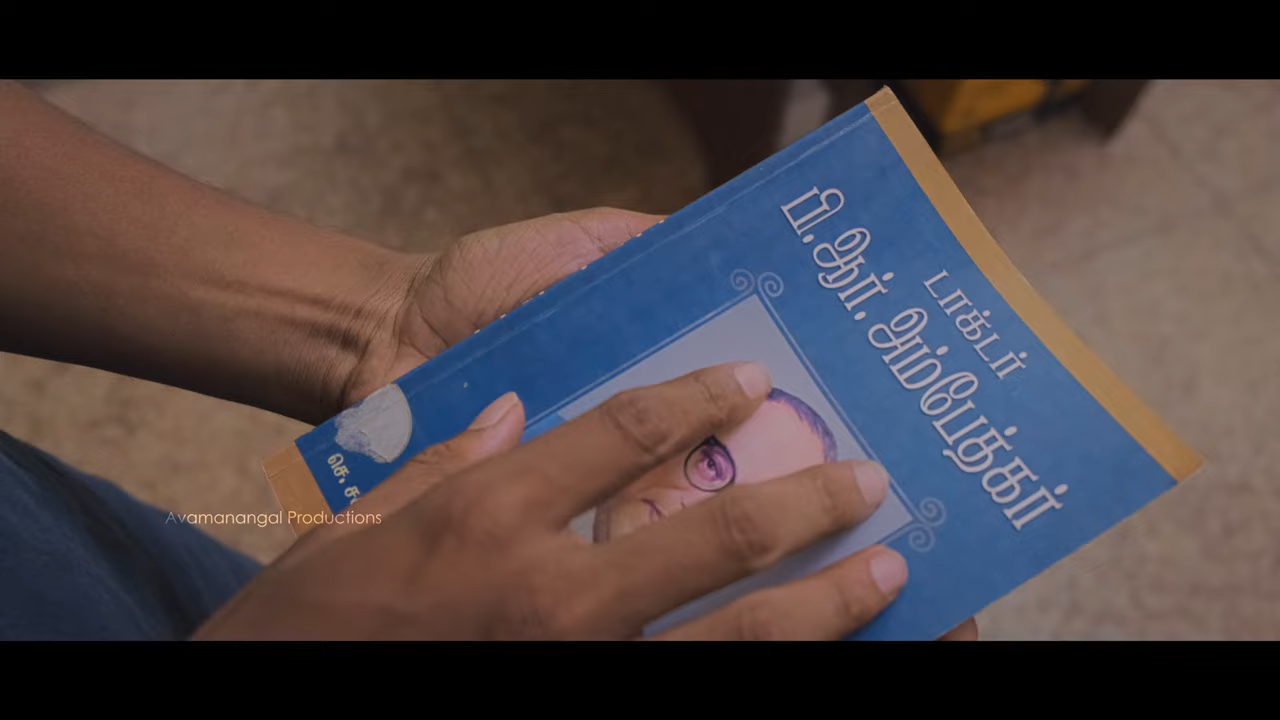 டாக்டர்
பி.ஆர். அம்பேத்கர்
செ.
Avamanangal Productions